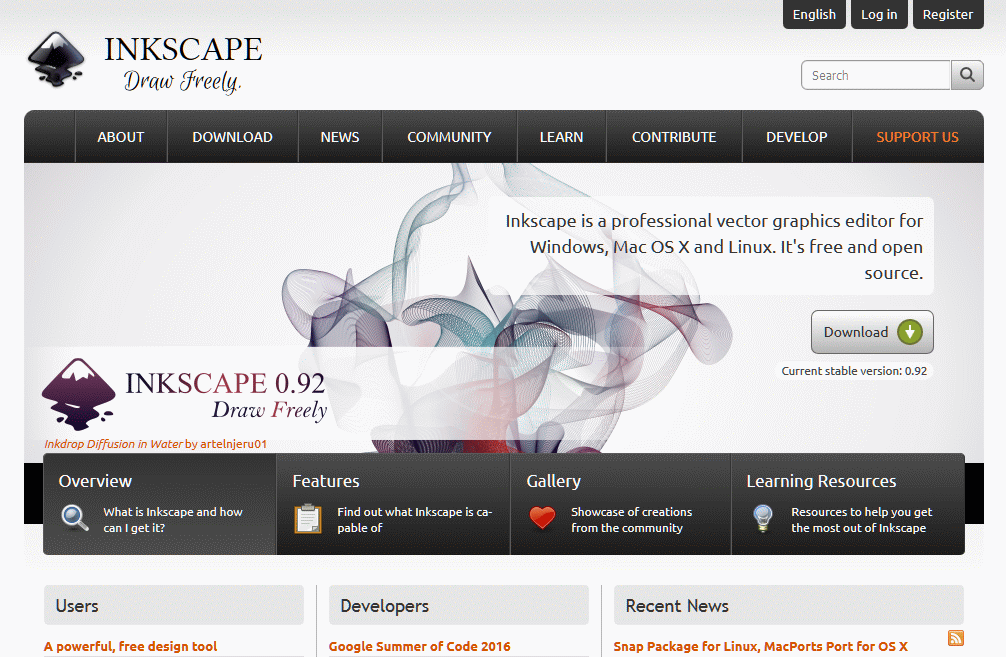 English
Log in
Register
INKSCAPE
Draw Freely.
Search
ABOUT
DOWNLOAD
NEWS
COMMUNITY
LEARN
CONTRIBUTE
DEVELOP
SUPPORT US
Inkscape is a professional vector graphics editor for
Windows, Mac OS X and Linux. It's free and open
source.
Download
Current stable version: 0.92
INKSCAPE 0.92
Draw Freely
Inkdrop Diffusion in Water by artelnjeru01
Overview
What is Inkscape and how
can I get it?
Features
Find out what Inkscape is ca-
pable of
Gallery
Showcase of creations
from the community
Learning Resources
Resources to help you get
the most out of Inkscape
Users
A powerful, free design tool
Developers
Google Summer of Code 2016
Recent News
Snap Package for Linux, MacPorts Port for OS X